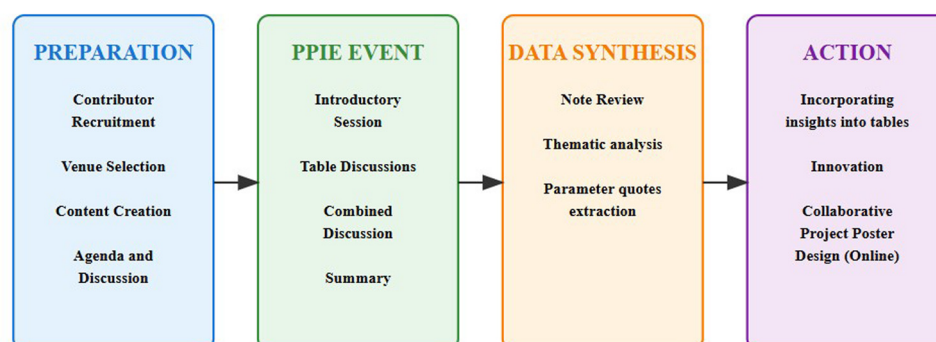 PREPARATION
Contributor
Recruitment
Venue Selection
Content Creation
Agenda and
Discussion
PPIE EVENT
Introductory
Session
Table Discussions
Combined
Discussion
Summary
DATA SYNTHESIS
Note Review
Thematic analysis
Parameter quotes
extraction
ACTION
Incorporating
insights into tables
Innovation
Collaborative
Project Poster
Design (Online)